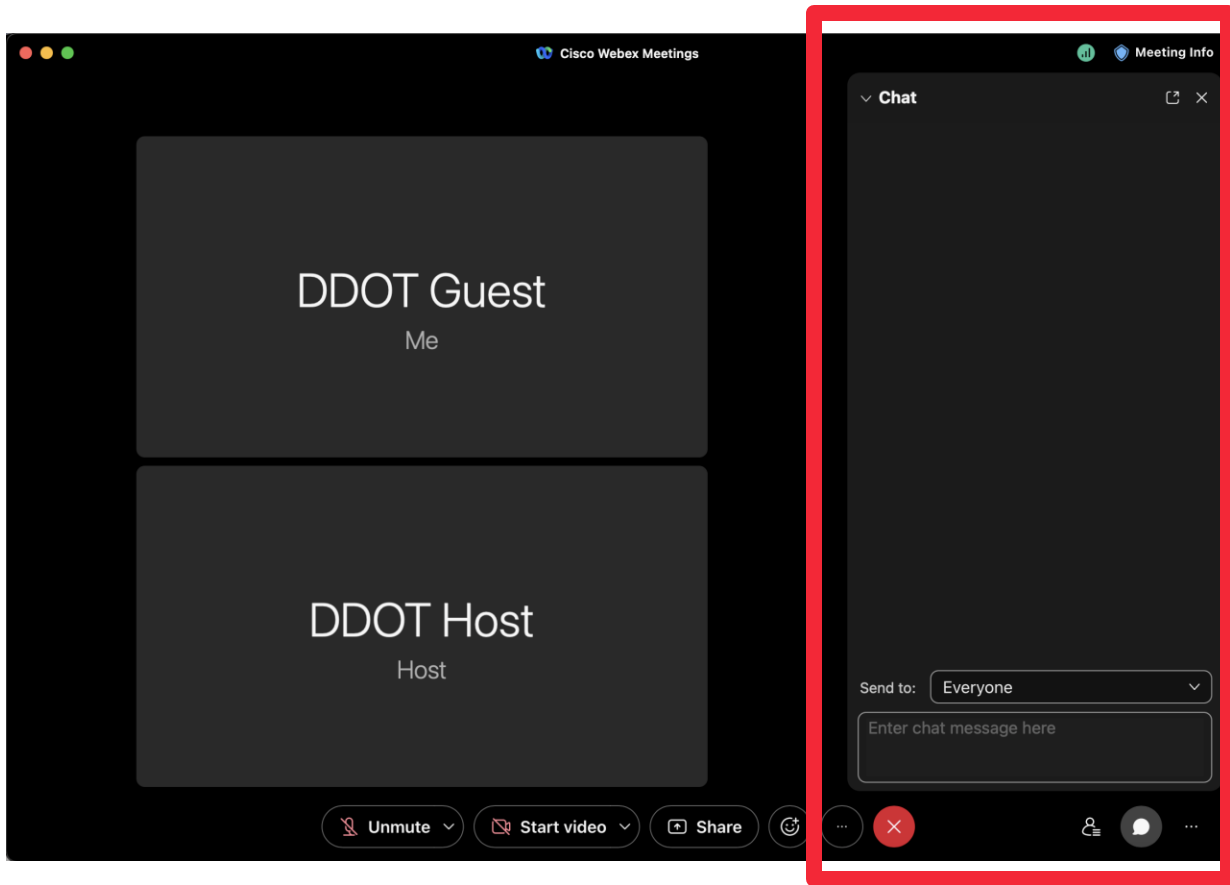 Cisco Webex Meetings
Meeting Info
Chat
DDOT Guest
Me
DDOT Host
Host
Send to: Everyone
Enter chat message here
Unmute Start video Share